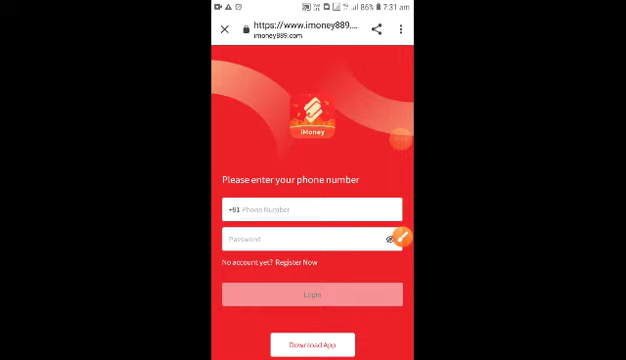 86% 7:31 am
https://www.imoney889....
imoney889.com
iMoney
Please enter your phone number
+91 Phone Number
Password
No account yet? Register Now
Login
Download App